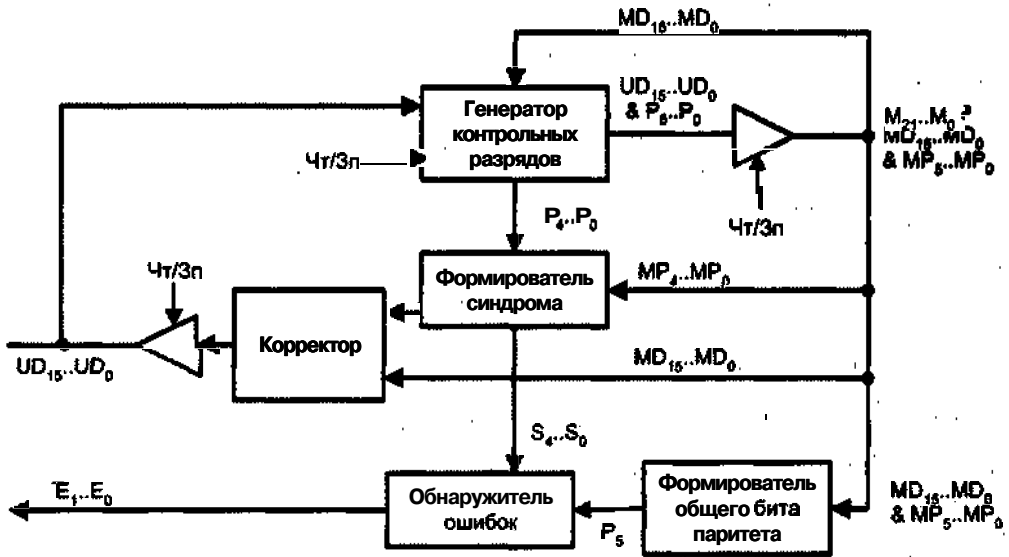 MD₁₅..MD₀
Генератор
контрольных
разрядов
UD₁₅..UD₀
& P₅..P₀
M₂₁..M₀ =
MD₁₅..MD₀
& MP₅..MP₀
Чт/Зп
Чт/Зп
P₄..P₀
Формирователь
синдрома
MP₄..MP₀
Чт/Зп
Корректор
UD₁₅..UD₀
MD₁₅..MD₀
S₄..S₀
E₁..E₀
Обнаружитель
ошибок
P₅
Формирователь
общего бита
паритета
MD₁₅..MD₀
& MP₅..MP₀